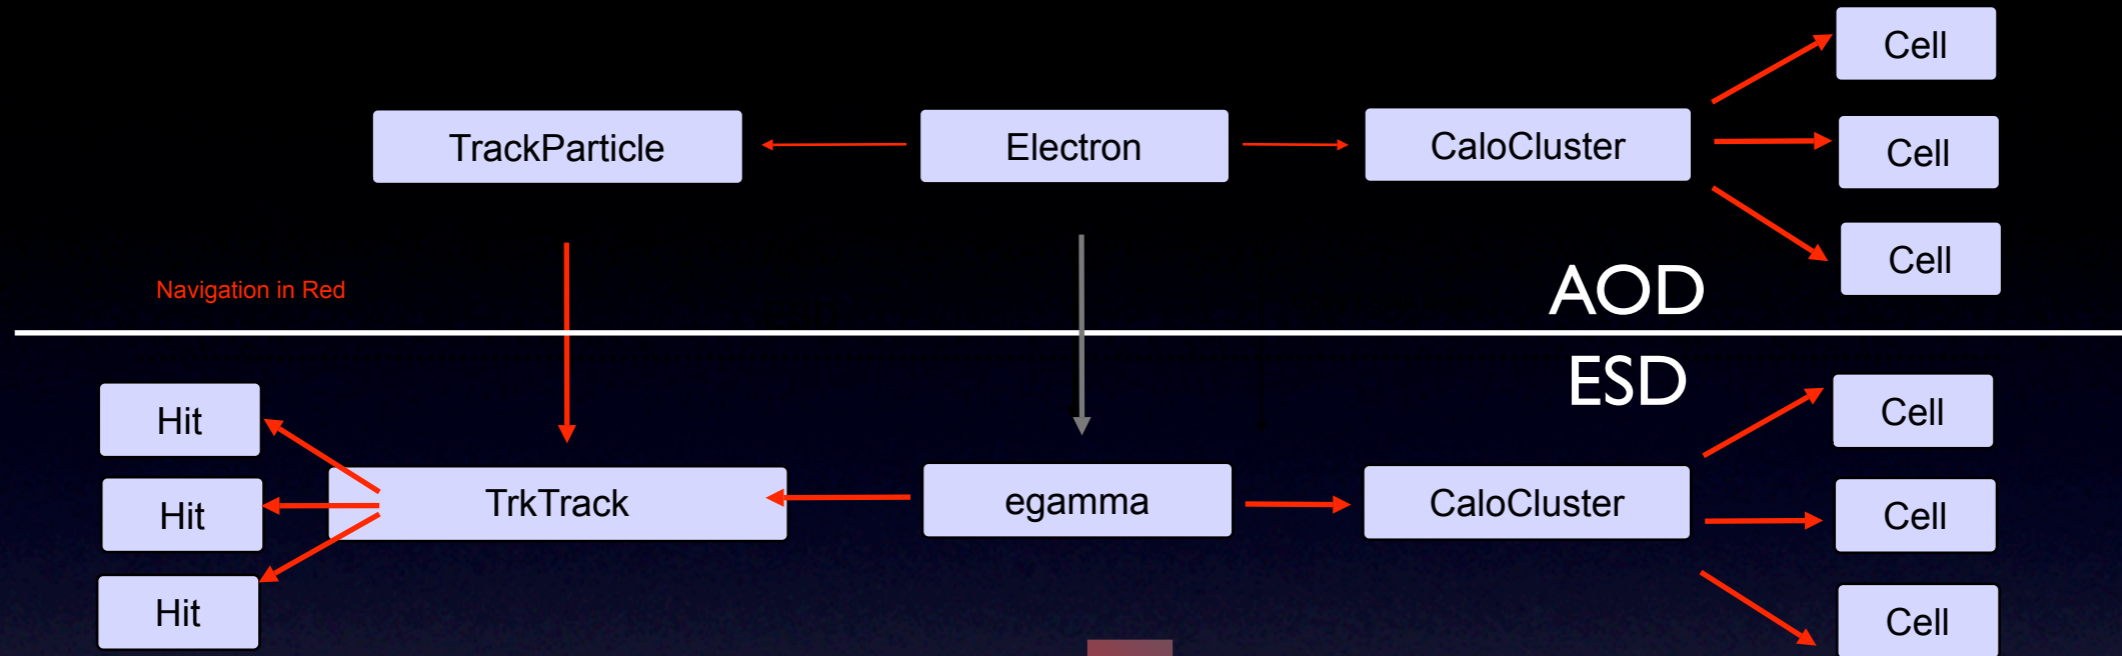 Cell
TrackParticle
Electron
CaloCluster
Cell
Cell
Navigation in Red
AOD
ESD
Hit
Cell
TrkTrack
egamma
CaloCluster
Hit
Cell
Hit
Cell